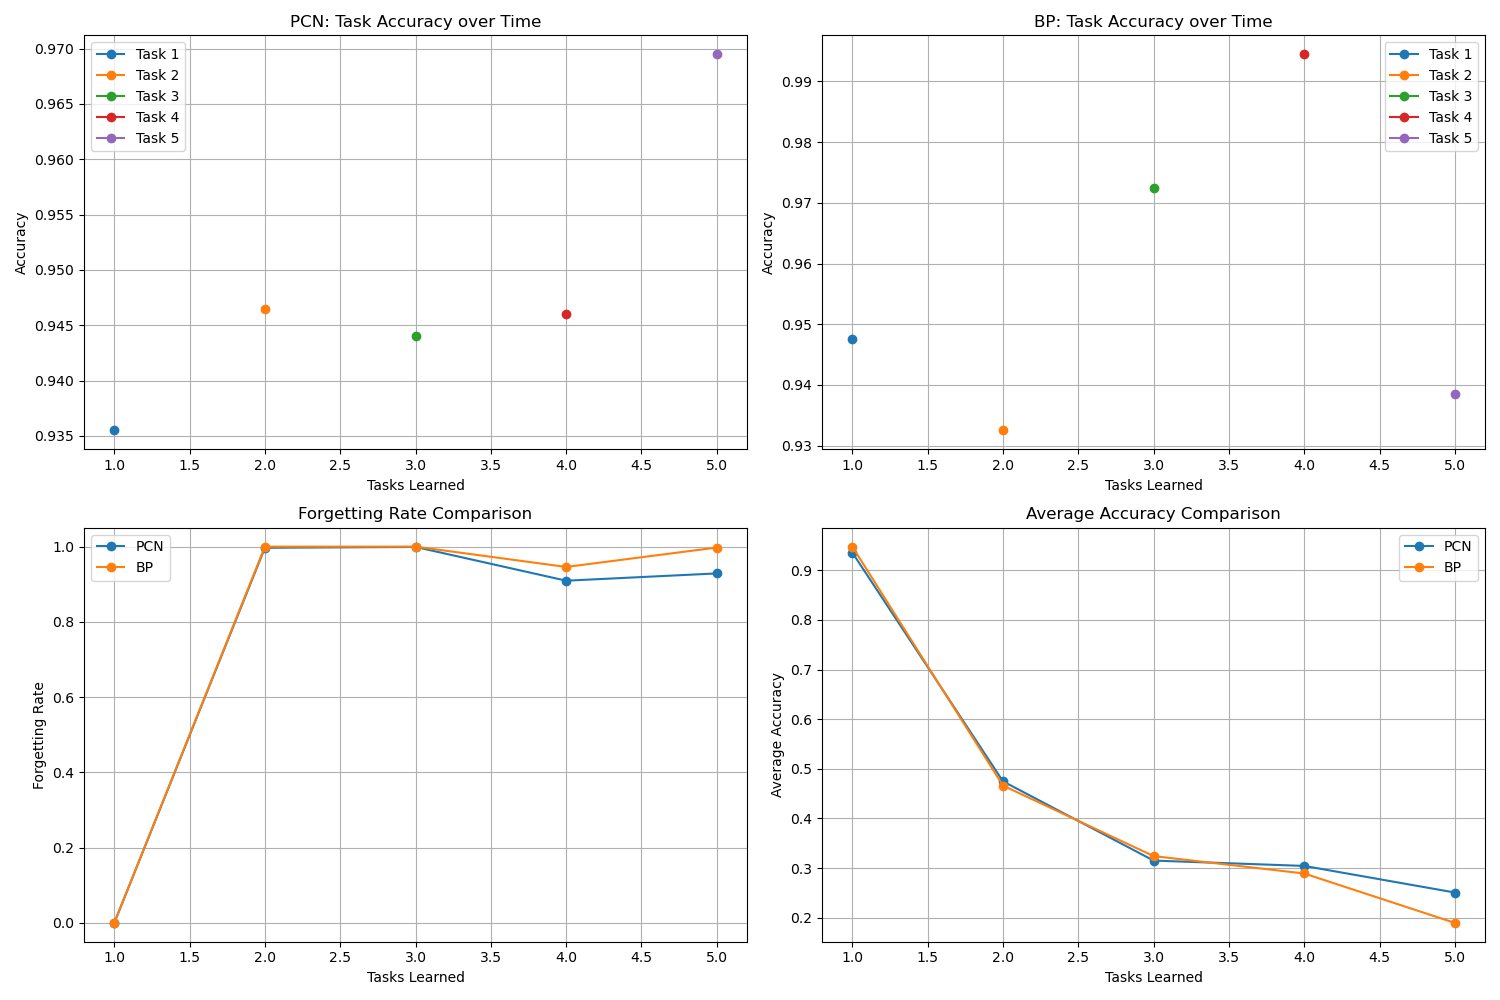 PCN: Task Accuracy over Time
Accuracy
0.970
0.965
0.960
0.955
0.950
0.945
0.940
0.935
Task 1
Task 2
Task 3
Task 4
Task 5
1.0 1.5 2.0 2.5 3.0 3.5 4.0 4.5 5.0
Tasks Learned
BP: Task Accuracy over Time
Accuracy
0.99
0.98
0.97
0.96
0.95
0.94
0.93
Task 1
Task 2
Task 3
Task 4
Task 5
1.0 1.5 2.0 2.5 3.0 3.5 4.0 4.5 5.0
Tasks Learned
Forgetting Rate Comparison
Forgetting Rate
1.0
0.8
0.6
0.4
0.2
0.0
PCN
BP
1.0 1.5 2.0 2.5 3.0 3.5 4.0 4.5 5.0
Tasks Learned
Average Accuracy Comparison
Average Accuracy
0.9
0.8
0.7
0.6
0.5
0.4
0.3
0.2
PCN
BP
1.0 1.5 2.0 2.5 3.0 3.5 4.0 4.5 5.0
Tasks Learned